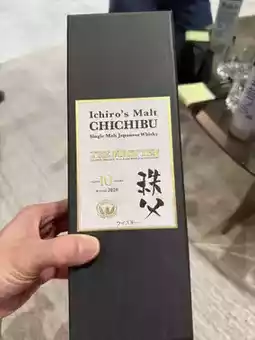 Ichiro's Malt
CHICHIBU
Single Malt Japanese Whisky
THE FIRST TEN
10
2020
秩父
ウイスキー